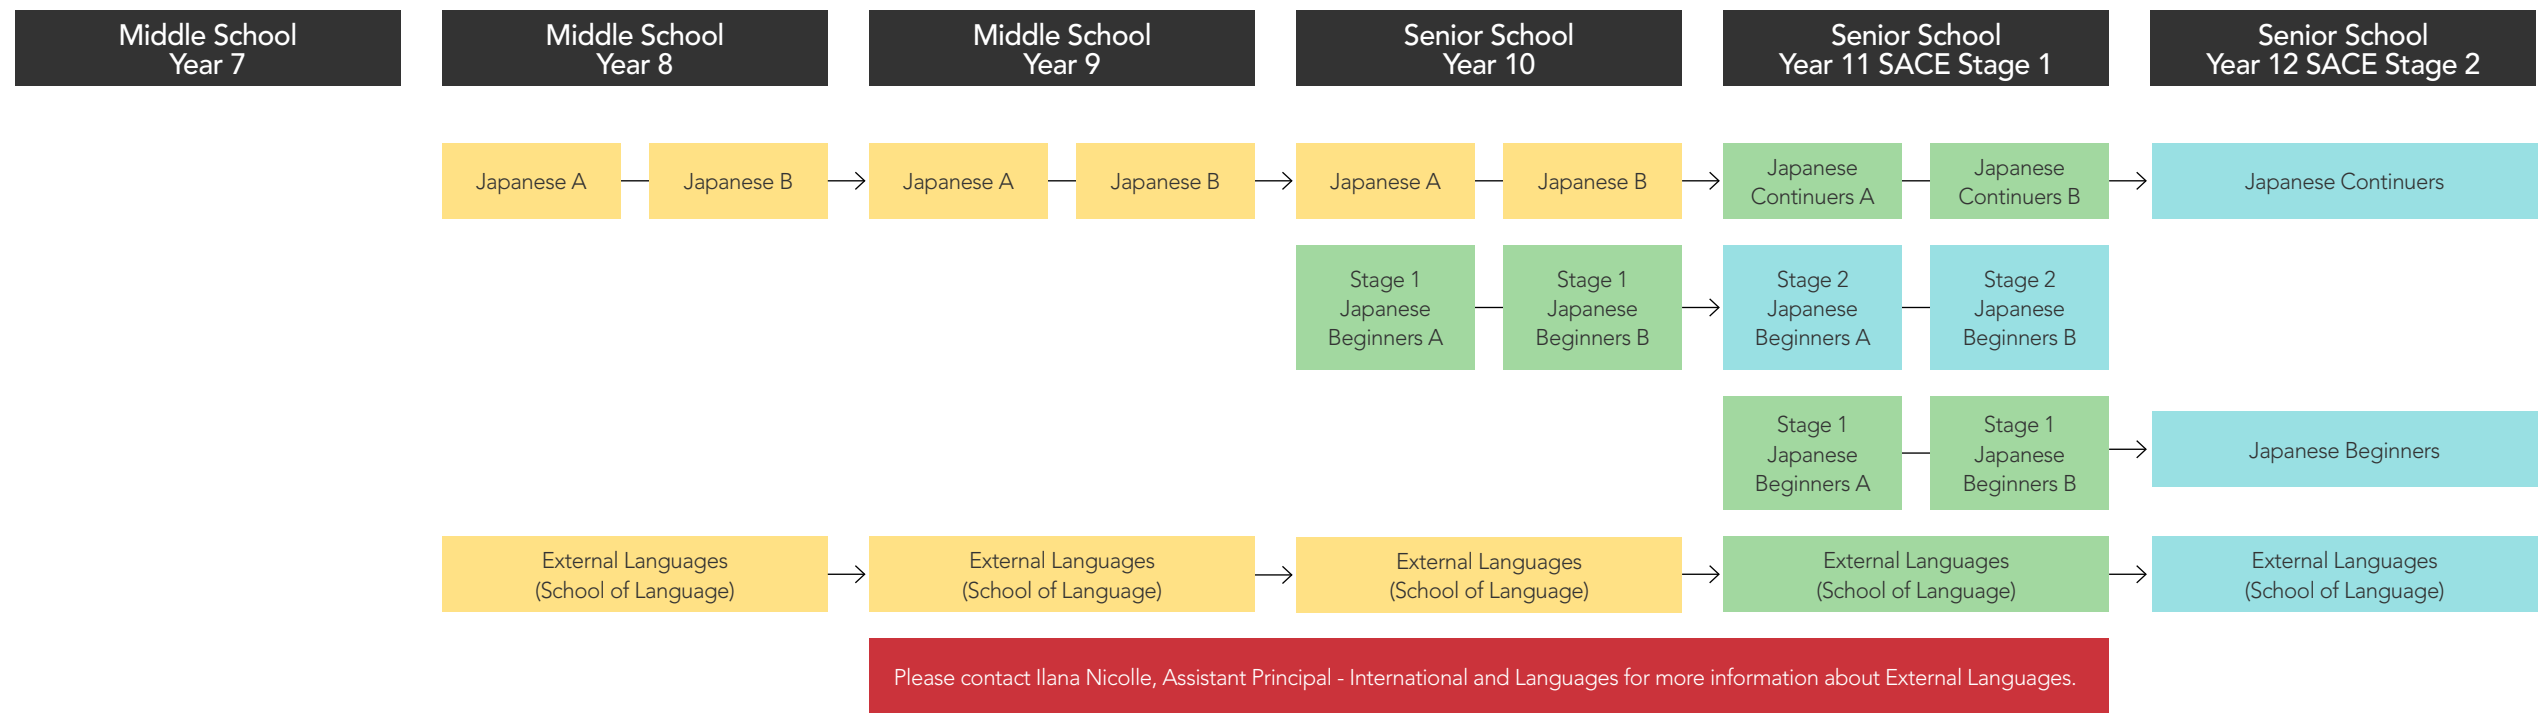 Middle School
Year 7
Middle School
Year 8
Middle School
Year 9
Senior School
Year 10
Senior School
Year 11 SACE Stage 1
Senior School
Year 12 SACE Stage 2
Japanese A
Japanese B
Japanese A
Japanese B
Japanese A
Japanese B
Japanese
Continuers A
Japanese
Continuers B
Japanese Continuers
Stage 1
Japanese
Beginners A
Stage 1
Japanese
Beginners B
Stage 2
Japanese
Beginners A
Stage 2
Japanese
Beginners B
Stage 1
Japanese
Beginners A
Stage 1
Japanese
Beginners B
Japanese Beginners
External Languages
(School of Language)
External Languages
(School of Language)
External Languages
(School of Language)
External Languages
(School of Language)
External Languages
(School of Language)
Please contact Ilana Nicolle, Assistant Principal - International and Languages for more information about External Languages.